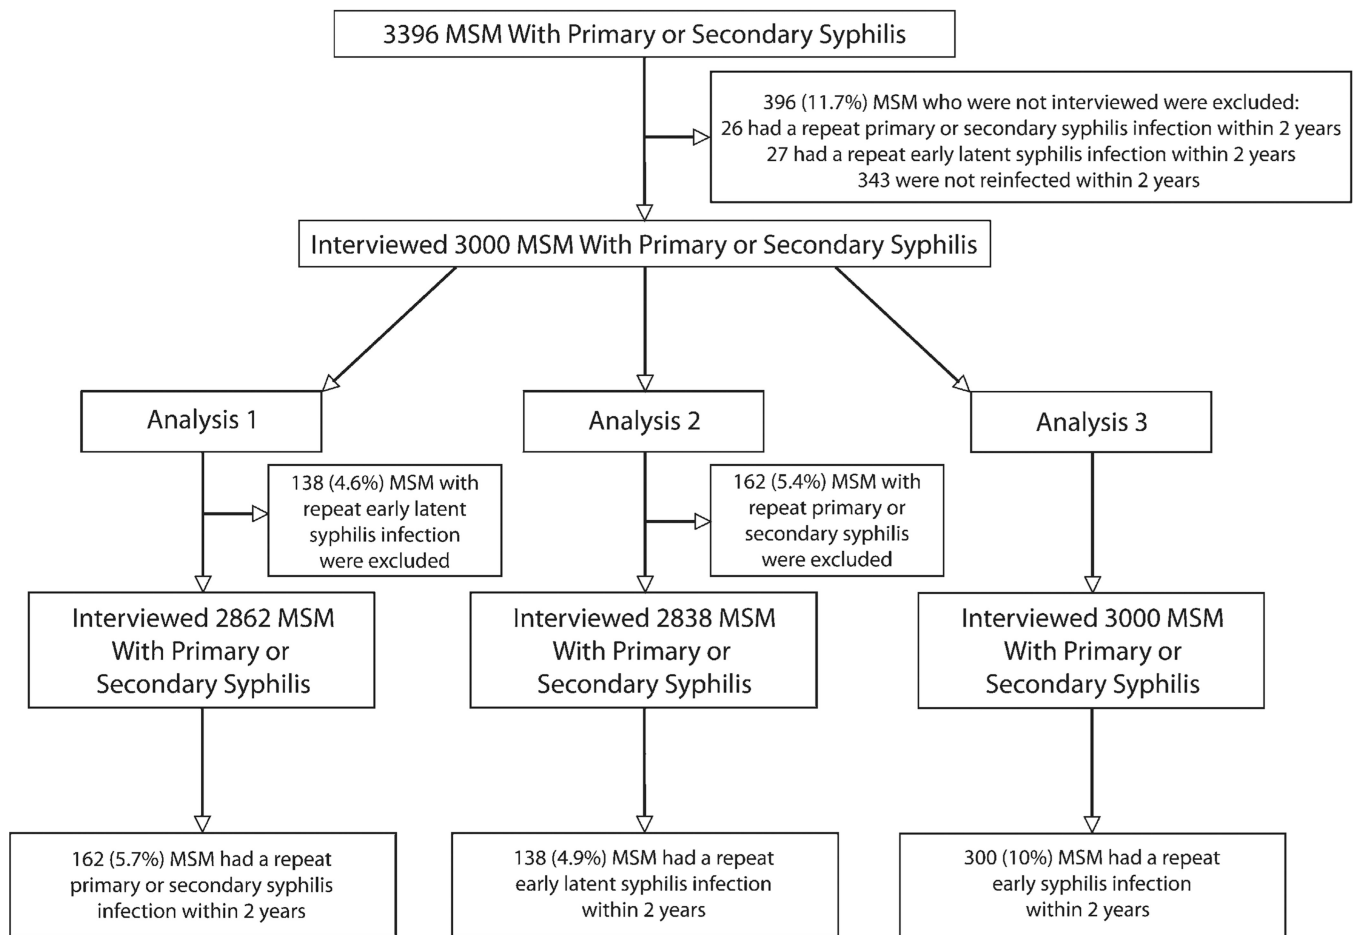 3396 MSM With Primary or Secondary Syphilis
396 (11.7%) MSM who were not interviewed were excluded:
26 had a repeat primary or secondary syphilis infection within 2 years
27 had a repeat early latent syphilis infection within 2 years
343 were not reinfected within 2 years
Interviewed 3000 MSM With Primary or Secondary Syphilis
Analysis 1
138 (4.6%) MSM with
repeat early latent
syphilis infection
were excluded
Interviewed 2862 MSM
With Primary or
Secondary Syphilis
162 (5.7%) MSM had a repeat
primary or secondary syphilis
infection within 2 years
Analysis 2
162 (5.4%) MSM with
repeat primary or
secondary syphilis
were excluded
Interviewed 2838 MSM
With Primary or
Secondary Syphilis
138 (4.9%) MSM had a repeat
early latent syphilis infection
within 2 years
Analysis 3
Interviewed 3000 MSM
With Primary or
Secondary Syphilis
300 (10%) MSM had a repeat
early syphilis infection
within 2 years